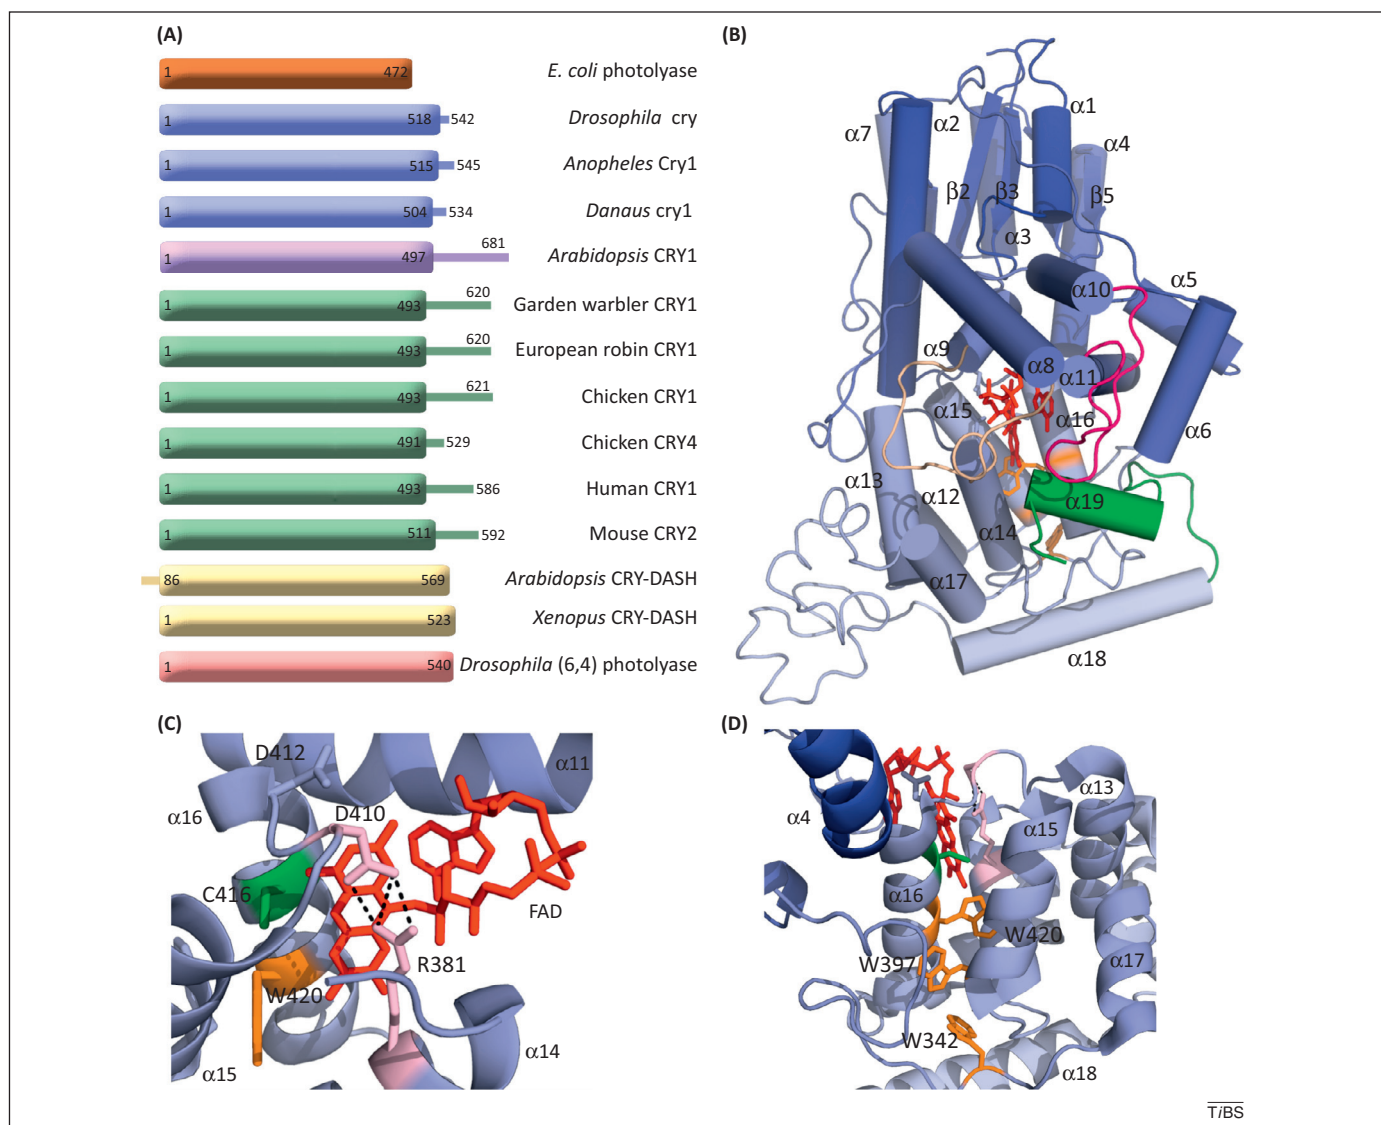 (A)
1 472 E. coli photolyase
1 518 542 Drosophila cry
1 515 545 Anopheles Cry1
1 504 534 Danaus cry1
1 497 681 Arabidopsis CRY1
1 493 620 Garden warbler CRY1
1 493 620 European robin CRY1
1 493 621 Chicken CRY1
1 491 529 Chicken CRY4
1 493 586 Human CRY1
1 511 592 Mouse CRY2
86 569 Arabidopsis CRY-DASH
1 523 Xenopus CRY-DASH
1 540 Drosophila (6,4) photolyase
(B)
α1
α2
α7
α4
β2
β3
β5
α3
α5
α10
α9
α8
α11
α15
α16
α6
α13
α12
α19
α14
α17
α18
(C)
D412
α11
α16
D410
C416
FAD
R381
W420
α14
α15
(D)
α13
α4
α15
α16
W420
W397
α17
W342
α18
TiBS